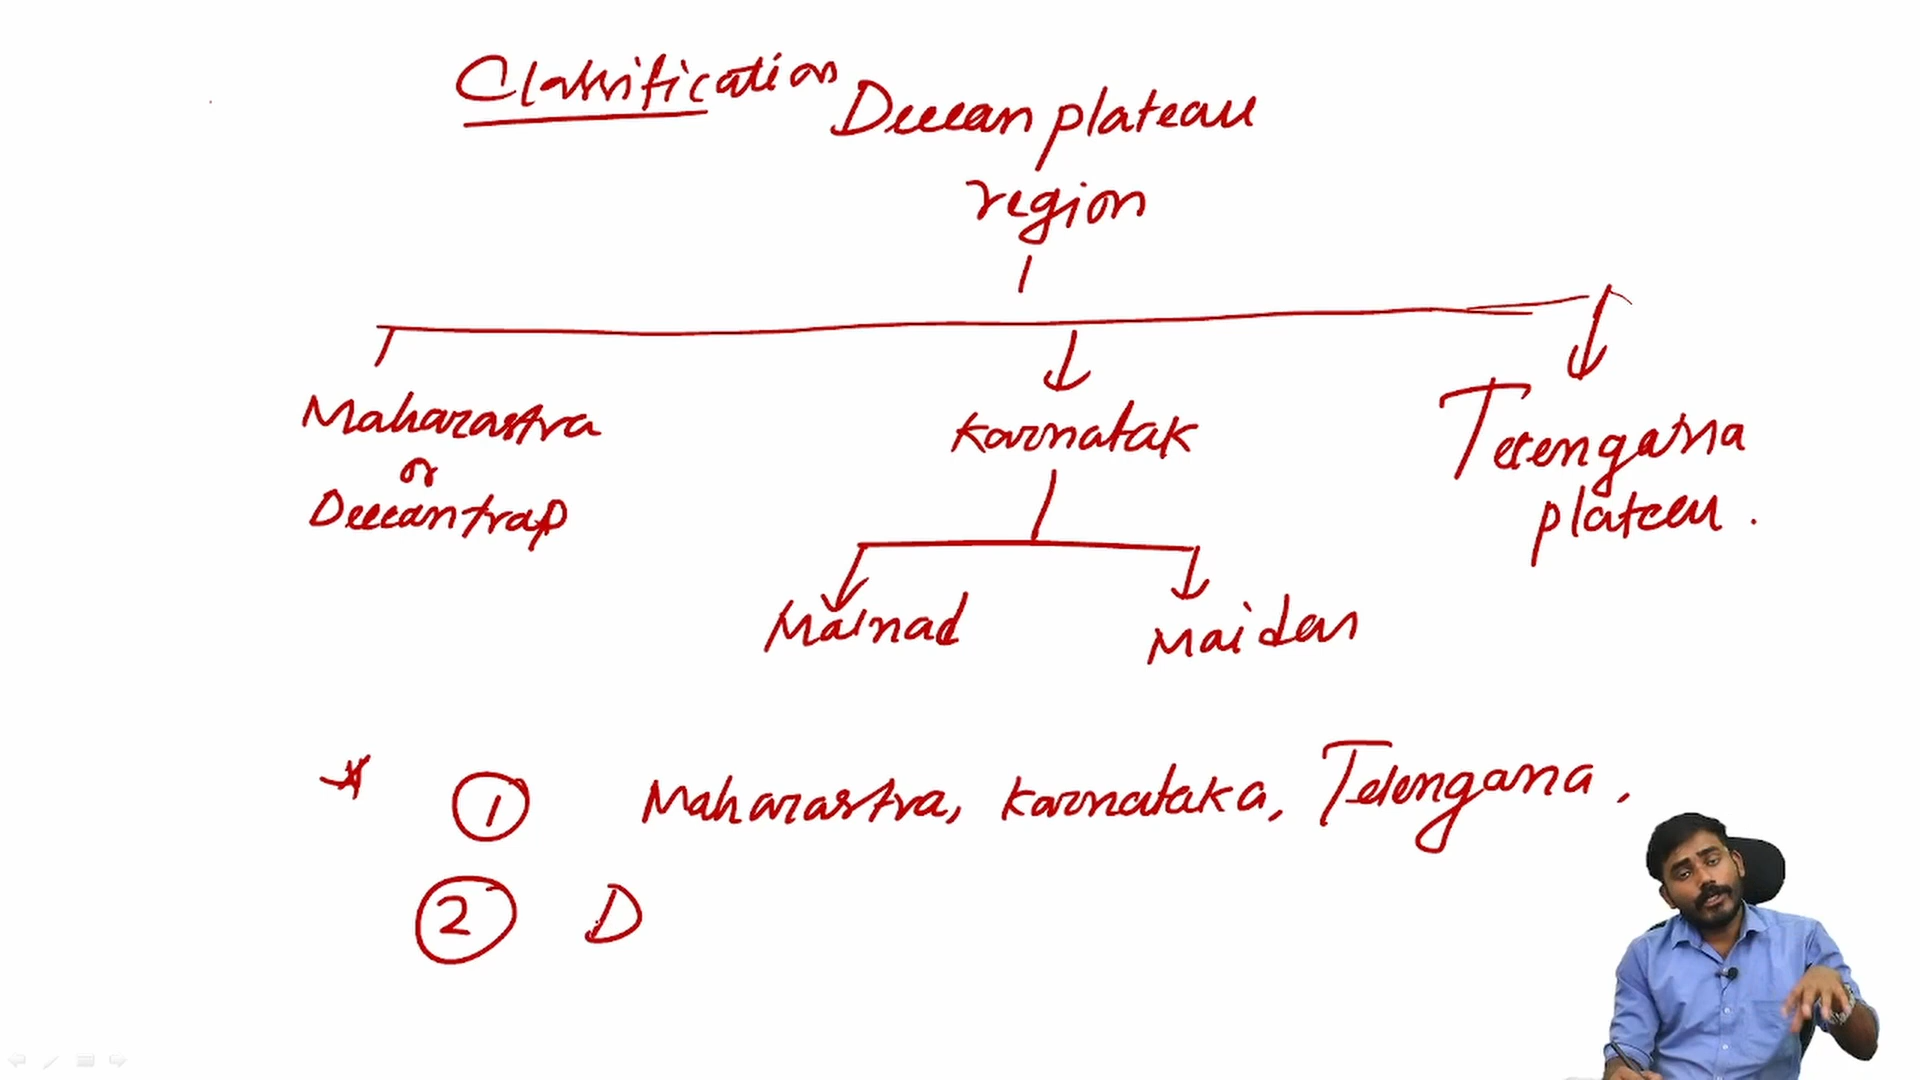 Classification
Deccan plateau
region
Maharastra
or
Deccan trap
Karnatak
Telengana
plateau.
Malnad
Maidan
① Maharastra, Karnataka, Telengana,
② D